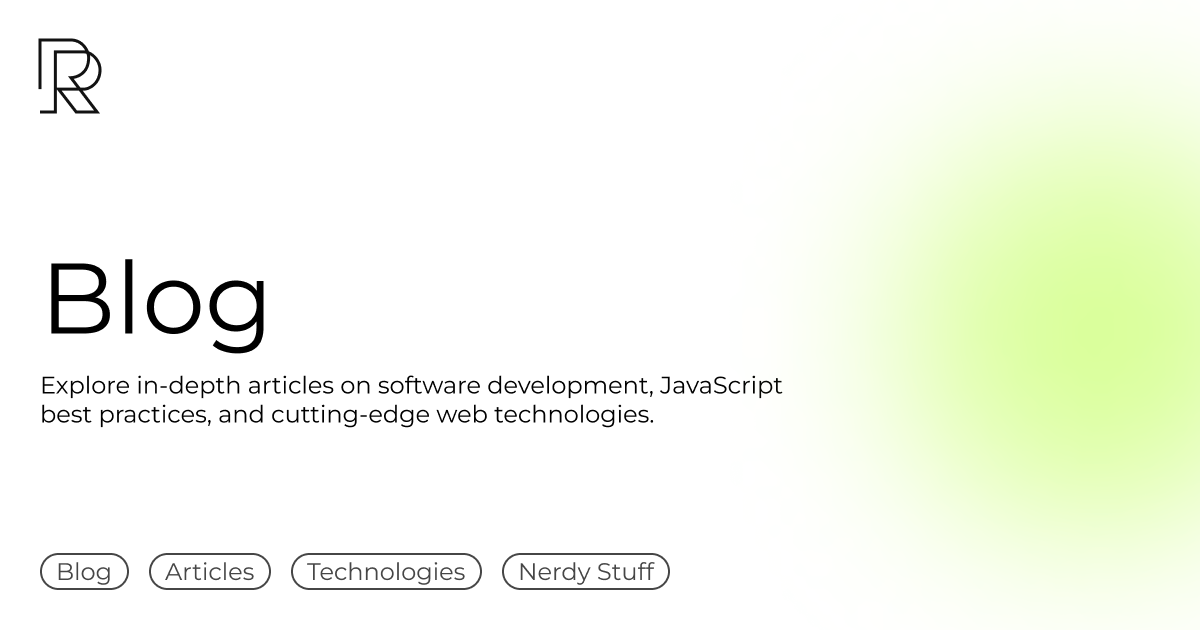 Blog
Explore in-depth articles on software development, JavaScript
best practices, and cutting-edge web technologies.
Blog Articles Technologies Nerdy Stuff